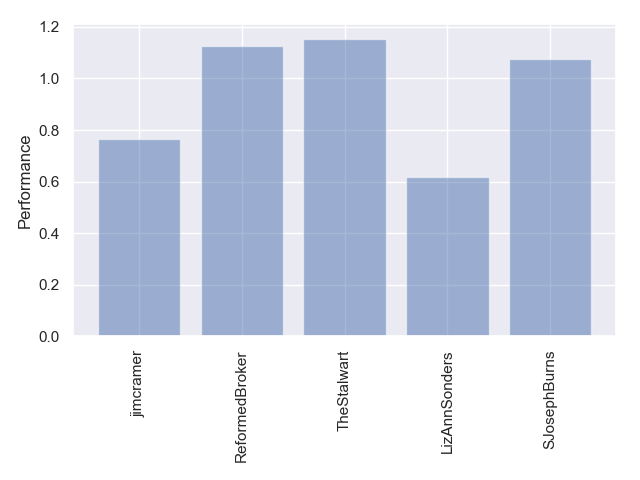 1.2
1.0
0.8
0.6
0.4
0.2
0.0
Performance
jimcramer
ReformedBroker
TheStalwart
LizAnnSonders
SJosephBurns